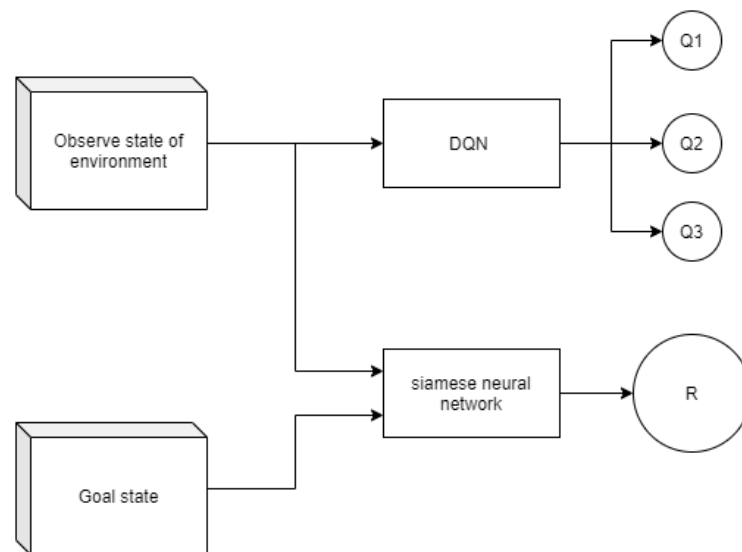 Q1
Observe state of
environment
DQN
Q2
Q3
siamese neural
network
R
Goal state